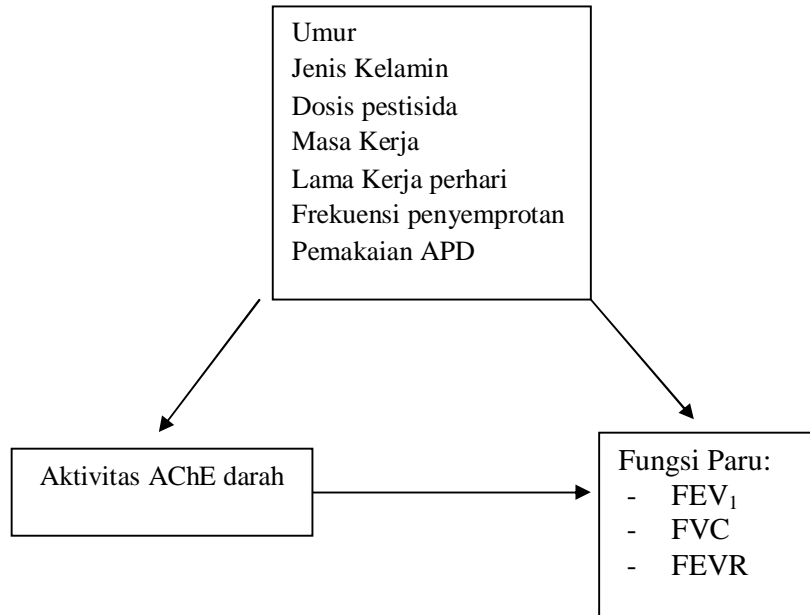 Umur
Jenis Kelamin
Dosis pestisida
Masa Kerja
Lama Kerja perhari
Frekuensi penyemprotan
Pemakaian APD
Aktivitas AChE darah
Fungsi Paru:
- FEV₁
- FVC
- FEVR